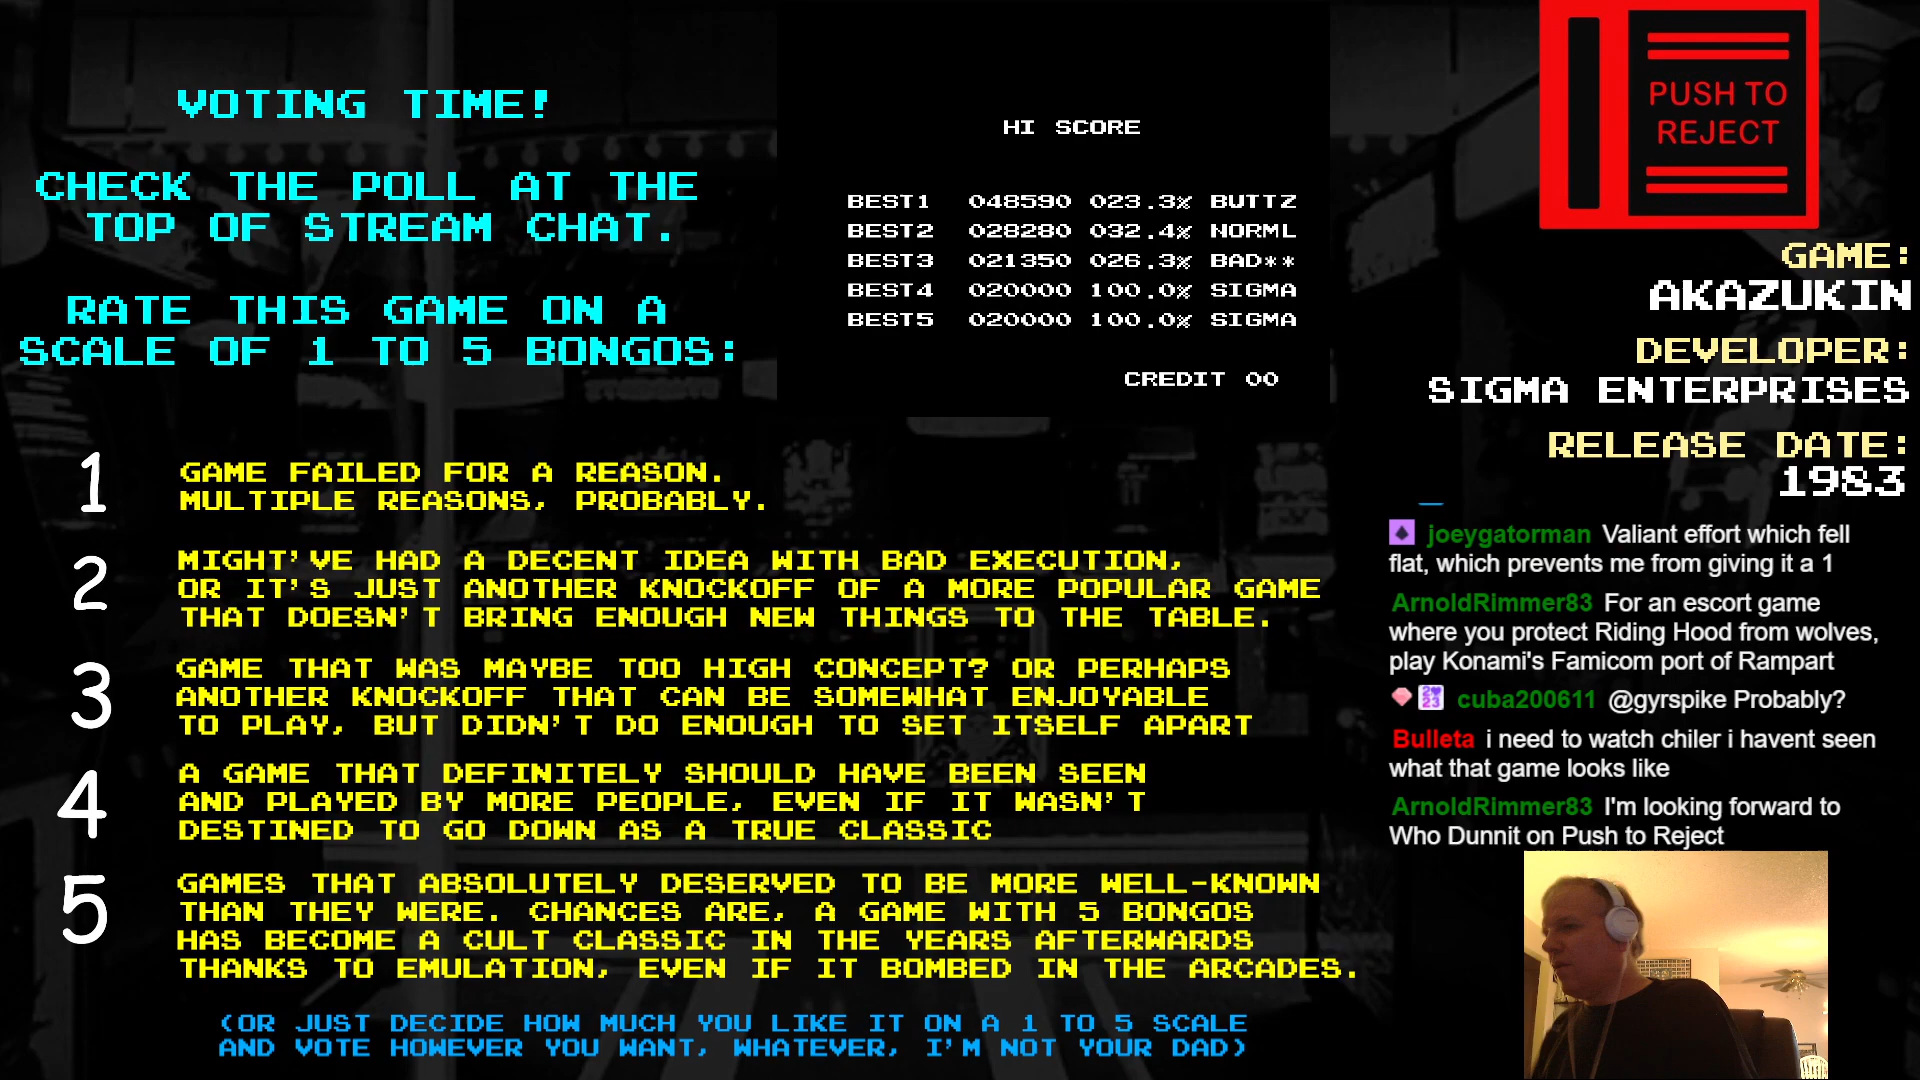 VOTING TIME!
CHECK THE POLL AT THE
TOP OF STREAM CHAT.
RATE THIS GAME ON A
SCALE OF 1 TO 5 BONGOS:
HI SCORE
BEST1 048590 023.3% BUTTZ
BEST2 028280 032.4% NORML
BEST3 021350 026.3% BAD**
BEST4 020000 100.0% SIGMA
BEST5 020000 100.0% SIGMA
CREDIT 00
PUSH TO
REJECT
GAME:
AKAZUKIN
DEVELOPER:
SIGMA ENTERPRISES
RELEASE DATE:
1983
1
GAME FAILED FOR A REASON.
MULTIPLE REASONS, PROBABLY.
2
MIGHT'VE HAD A DECENT IDEA WITH BAD EXECUTION,
OR IT'S JUST ANOTHER KNOCKOFF OF A MORE POPULAR GAME
THAT DOESN'T BRING ENOUGH NEW THINGS TO THE TABLE.
3
GAME THAT WAS MAYBE TOO HIGH CONCEPT? OR PERHAPS
ANOTHER KNOCKOFF THAT CAN BE SOMEWHAT ENJOYABLE
TO PLAY, BUT DIDN'T DO ENOUGH TO SET ITSELF APART
4
A GAME THAT DEFINITELY SHOULD HAVE BEEN SEEN
AND PLAYED BY MORE PEOPLE, EVEN IF IT WASN'T
DESTINED TO GO DOWN AS A TRUE CLASSIC
5
GAMES THAT ABSOLUTELY DESERVED TO BE MORE WELL-KNOWN
THAN THEY WERE. CHANCES ARE, A GAME WITH 5 BONGOS
HAS BECOME A CULT CLASSIC IN THE YEARS AFTERWARDS
THANKS TO EMULATION, EVEN IF IT BOMBED IN THE ARCADES.
(OR JUST DECIDE HOW MUCH YOU LIKE IT ON A 1 TO 5 SCALE
AND VOTE HOWEVER YOU WANT, WHATEVER, I'M NOT YOUR DAD)
joeygatorman Valiant effort which fell
flat, which prevents me from giving it a 1
ArnoldRimmer83 For an escort game
where you protect Riding Hood from wolves,
play Konami's Famicom port of Rampart
cuba200611 @gyrspike Probably?
Bulleta i need to watch chiler i havent seen
what that game looks like
ArnoldRimmer83 I'm looking forward to
Who Dunnit on Push to Reject